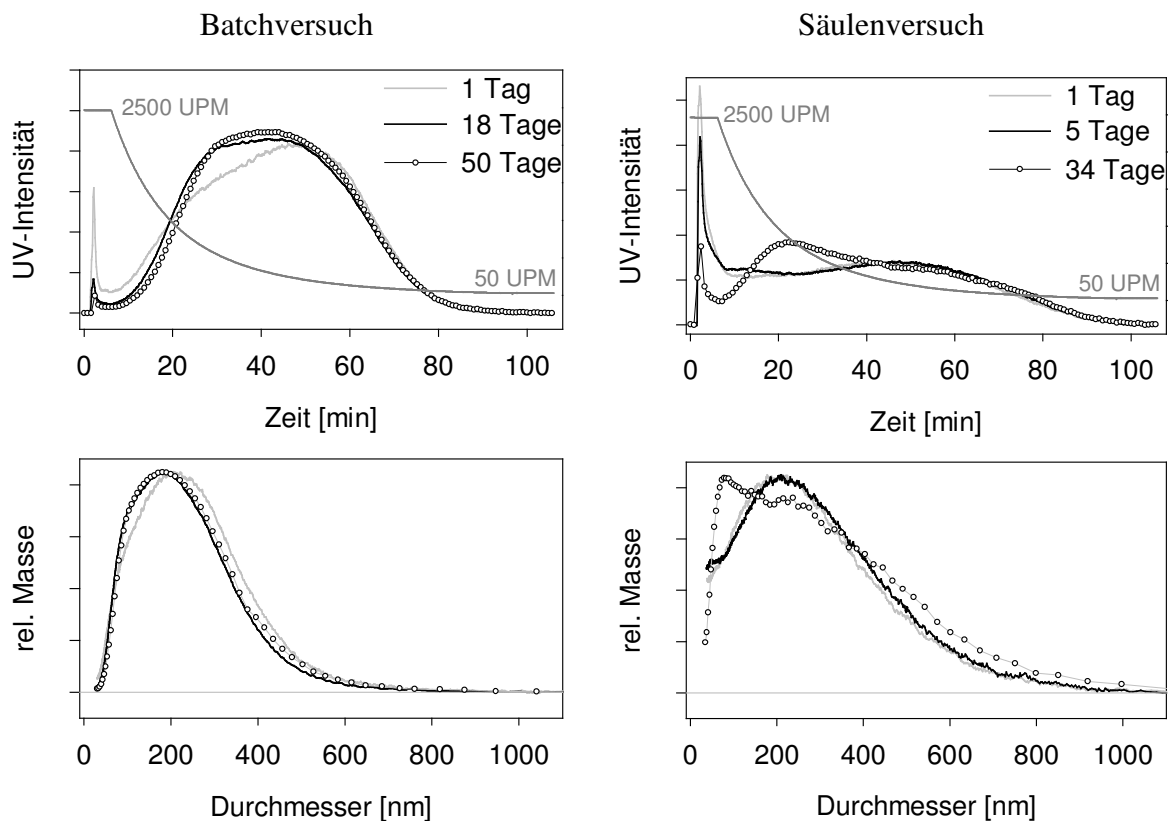 Batchversuch
Säulenversuch
UV-Intensität
2500 UPM
1 Tag
18 Tage
50 Tage
50 UPM
0 20 40 60 80 100
Zeit [min]
UV-Intensität
2500 UPM
1 Tag
5 Tage
34 Tage
50 UPM
0 20 40 60 80 100
Zeit [min]
rel. Masse
0 200 400 600 800 1000
Durchmesser [nm]
rel. Masse
0 200 400 600 800 1000
Durchmesser [nm]